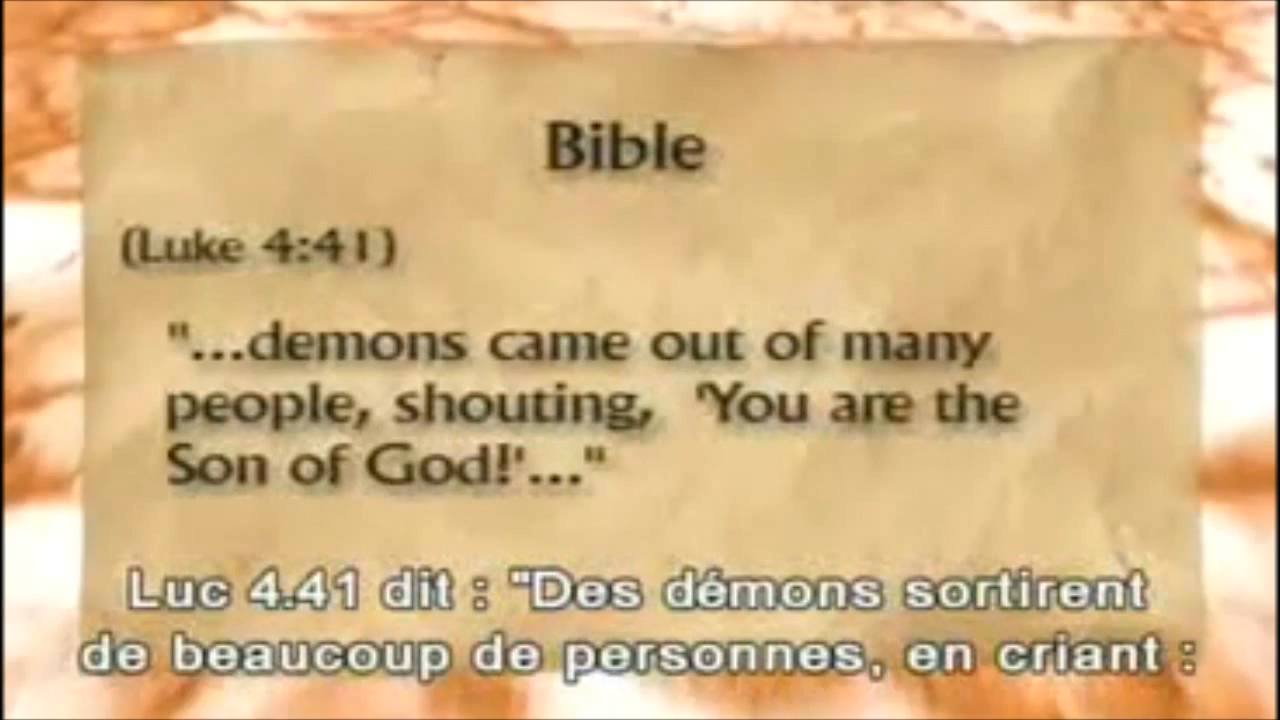 Bible
(Luke 4:41)
"...demons came out of many
people, shouting, 'You are the
Son of God!'..."
Luc 4.41 dit : "Des démons sortirent
de beaucoup de personnes, en criant :